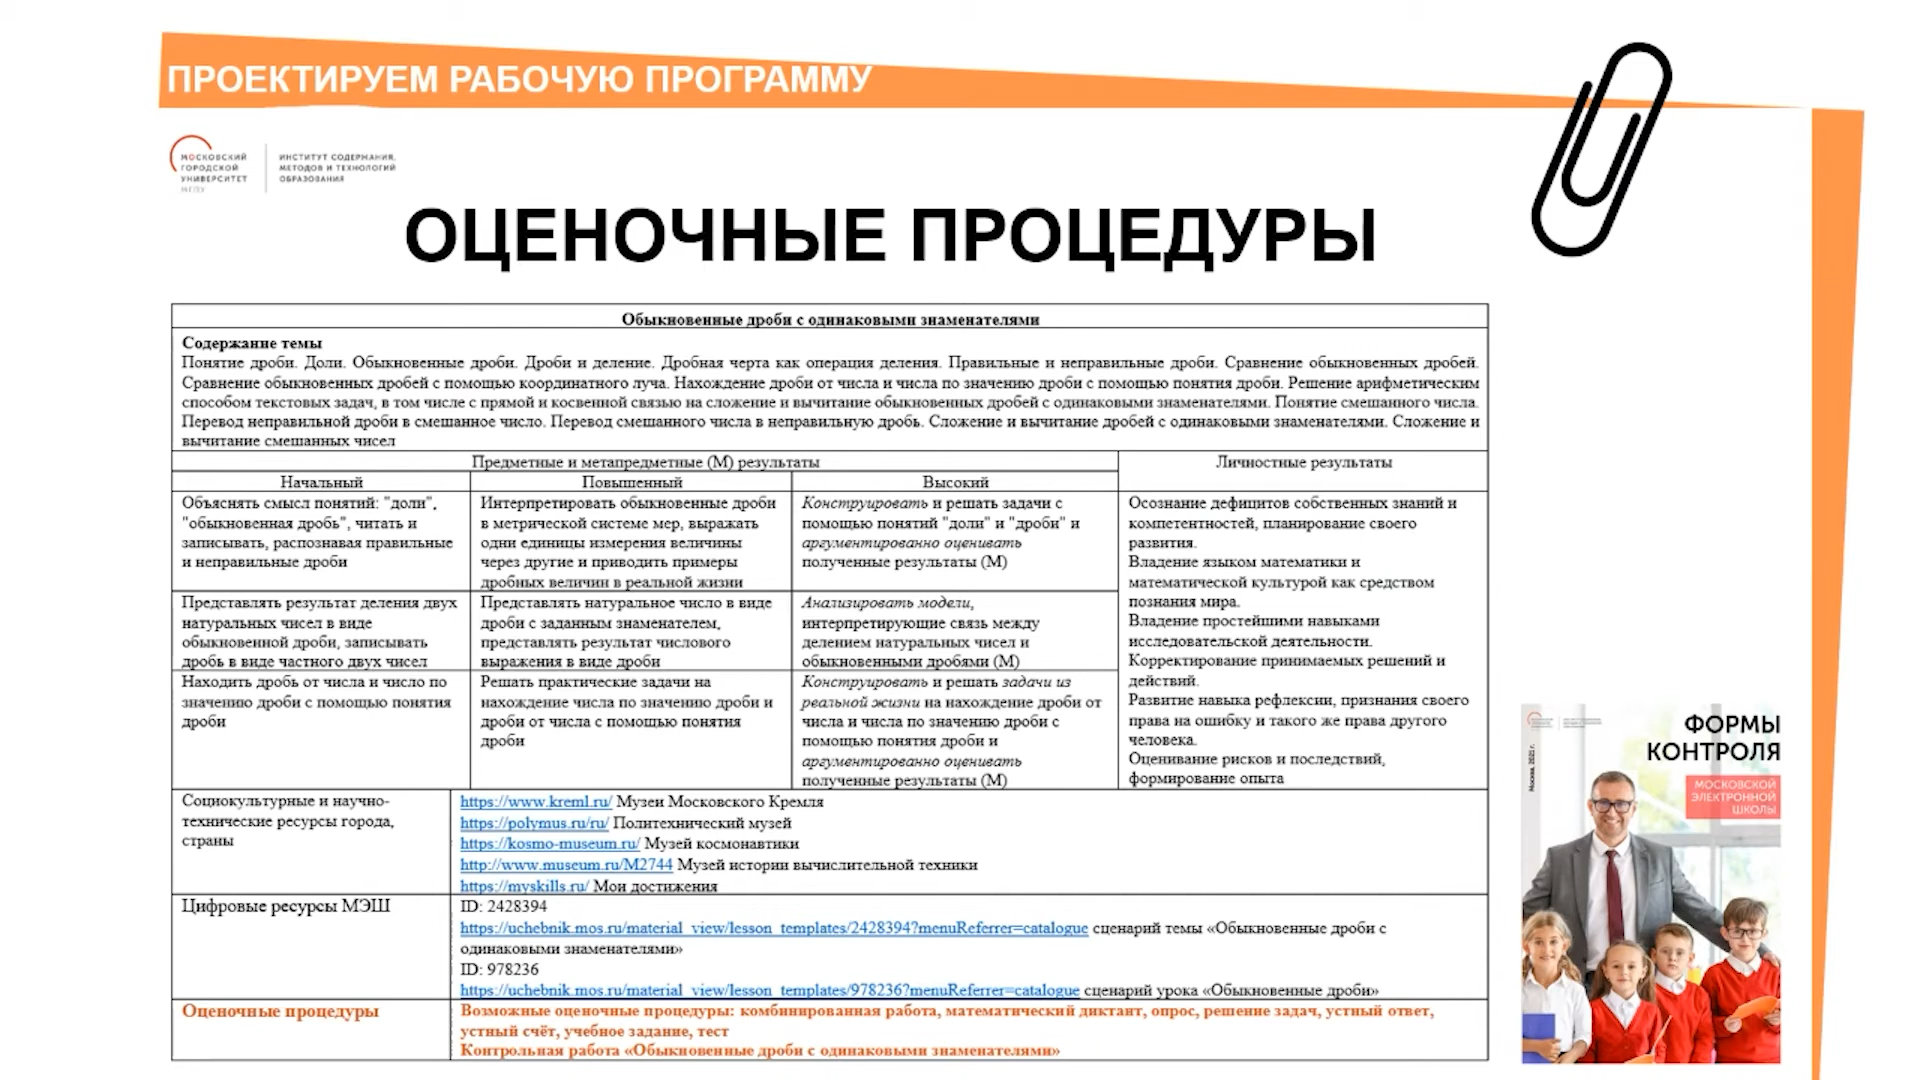 ПРОЕКТИРУЕМ РАБОЧУЮ ПРОГРАММУ
МОСКОВСКИЙ
ГОРОДСКОЙ
УНИВЕРСИТЕТ
МГПУ
ИНСТИТУТ СОДЕРЖАНИЯ,
МЕТОДОВ И ТЕХНОЛОГИЙ
ОБРАЗОВАНИЯ
ОЦЕНОЧНЫЕ ПРОЦЕДУРЫ
Обыкновенные дроби с одинаковыми знаменателями
Содержание темы
Понятие дроби. Доли. Обыкновенные дроби. Дроби и деление. Дробная черта как операция деления. Правильные и неправильные дроби. Сравнение обыкновенных дробей.
Сравнение обыкновенных дробей с помощью координатного луча. Нахождение дроби от числа и числа по значению дроби с помощью понятия дроби. Решение арифметическим
способом текстовых задач, в том числе с прямой и косвенной связью на сложение и вычитание обыкновенных дробей с одинаковыми знаменателями. Понятие смешанного числа.
Перевод неправильной дроби в смешанное число. Перевод смешанного числа в неправильную дробь. Сложение и вычитание дробей с одинаковыми знаменателями. Сложение и
вычитание смешанных чисел
Предметные и метапредметные (М) результаты
Личностные результаты
Начальный
Повышенный
Высокий
Объяснять смысл понятий: "доли",
"обыкновенная дробь", читать и
записывать, распознавая правильные
и неправильные дроби
Интерпретировать обыкновенные дроби
в метрической системе мер, выражать
одни единицы измерения величины
через другие и приводить примеры
дробных величин в реальной жизни
Конструировать и решать задачи с
помощью понятий "доли" и "дроби" и
аргументированно оценивать
полученные результаты (М)
Осознание дефицитов собственных знаний и
компетентностей, планирование своего
развития.
Владение языком математики и
математической культурой как средством
познания мира.
Владение простейшими навыками
исследовательской деятельности.
Корректирование принимаемых решений и
действий.
Развитие навыка рефлексии, признания своего
права на ошибку и такого же права другого
человека.
Оценивание рисков и последствий,
формирование опыта
Представлять результат деления двух
натуральных чисел в виде
обыкновенной дроби, записывать
дробь в виде частного двух чисел
Представлять натуральное число в виде
дроби с заданным знаменателем,
представлять результат числового
выражения в виде дроби
Анализировать модели,
интерпретирующие связь между
делением натуральных чисел и
обыкновенными дробями (М)
Находить дробь от числа и число по
значению дроби с помощью понятия
дроби
Решать практические задачи на
нахождение числа по значению дроби и
дроби от числа с помощью понятия
дроби
Конструировать и решать задачи из
реальной жизни на нахождение дроби от
числа и числа по значению дроби с
помощью понятия дроби и
аргументированно оценивать
полученные результаты (М)
Социокультурные и научно-
технические ресурсы города,
страны
https://www.kreml.ru/ Музеи Московского Кремля
https://polymus.ru/ru/ Политехнический музей
https://kosmo-museum.ru/ Музей космонавтики
http://www.museum.ru/M2744 Музей истории вычислительной техники
https://myskills.ru/ Мои достижения
Цифровые ресурсы МЭШ
ID: 2428394
https://uchebnik.mos.ru/material_view/lesson_templates/2428394?menuReferrer=catalogue сценарий темы «Обыкновенные дроби с
одинаковыми знаменателями»
ID: 978236
https://uchebnik.mos.ru/material_view/lesson_templates/978236?menuReferrer=catalogue сценарий урока «Обыкновенные дроби»
Оценочные процедуры
Возможные оценочные процедуры: комбинированная работа, математический диктант, опрос, решение задач, устный ответ,
устный счёт, учебное задание, тест
Контрольная работа «Обыкновенные дроби с одинаковыми знаменателями»
ФОРМЫ
КОНТРОЛЯ
МОСКОВСКОЙ
ЭЛЕКТРОННОЙ
ШКОЛЫ
Москва, 2021 г.